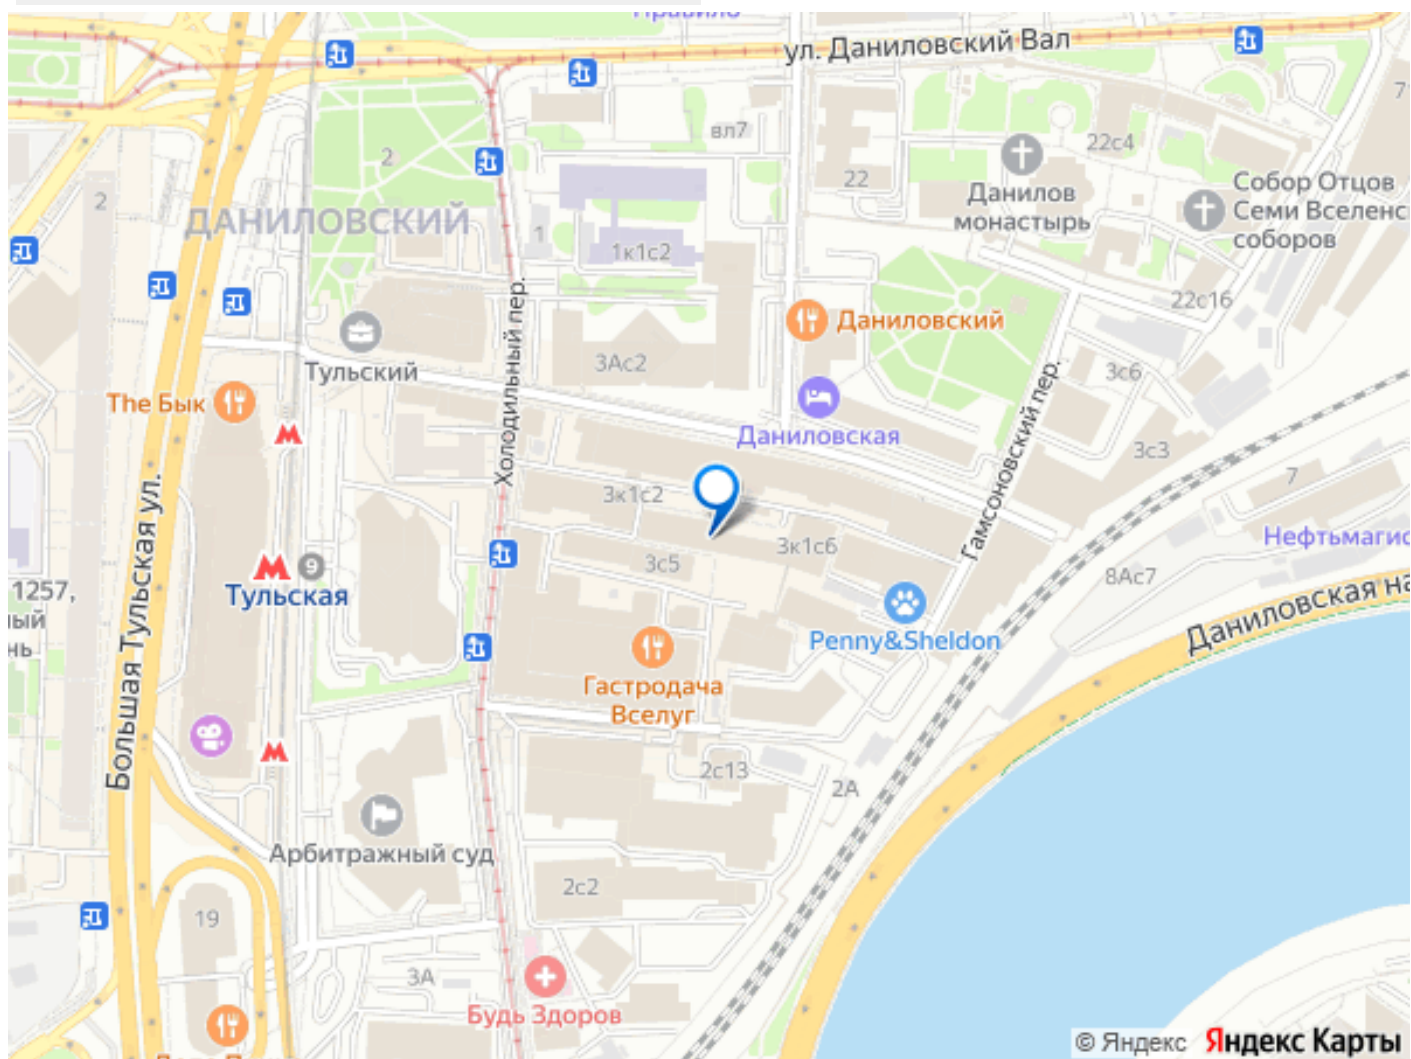 ул. Даниловский Вал
вл7
22с4
22
2
2
ДАНИЛОВСКИЙ
Данилов
монастырь
Собор Отцов
Семи Вселенс
соборов
1
1к1с2
22с16
Холодильный пер.
Даниловский
Тульский
3Ас2
3с6
The Бык
Даниловская
Гамсоновский пер.
3с3
7
3к1с2
3к1с6
3с5
Нефтьмагис
8Ас7
Большая Тульская ул.
9
Тульская
1257,
ный
нь
Penny&Sheldon
Даниловская на
Гастродача
Вселуг
2с13
2А
Арбитражный суд
2с2
19
3А
Будь Здоров
© Яндекс Яндекс Карты